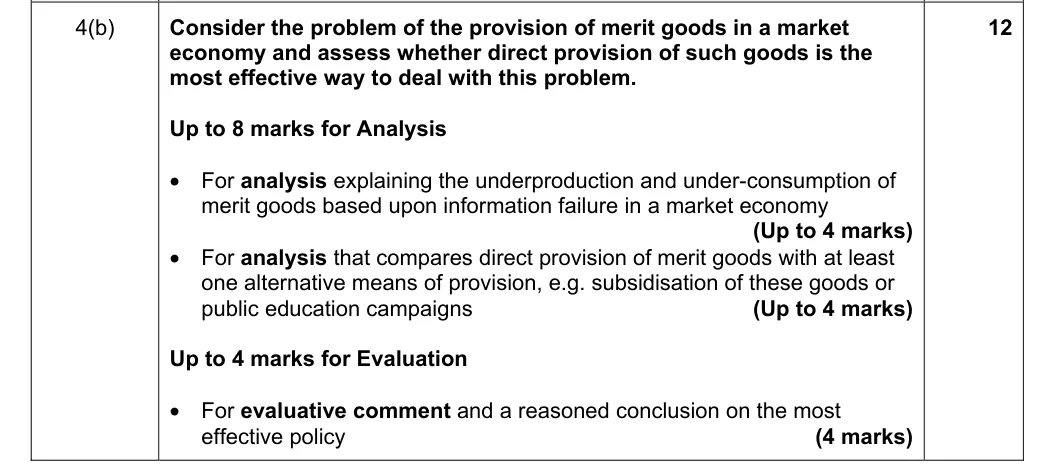 4(b) Consider the problem of the provision of merit goods in a market 12
economy and assess whether direct provision of such goods is the
most effective way to deal with this problem.
Up to 8 marks for Analysis
• For analysis explaining the underproduction and under-consumption of
merit goods based upon information failure in a market economy
(Up to 4 marks)
• For analysis that compares direct provision of merit goods with at least
one alternative means of provision, e.g. subsidisation of these goods or
public education campaigns (Up to 4 marks)
Up to 4 marks for Evaluation
• For evaluative comment and a reasoned conclusion on the most
effective policy (4 marks)